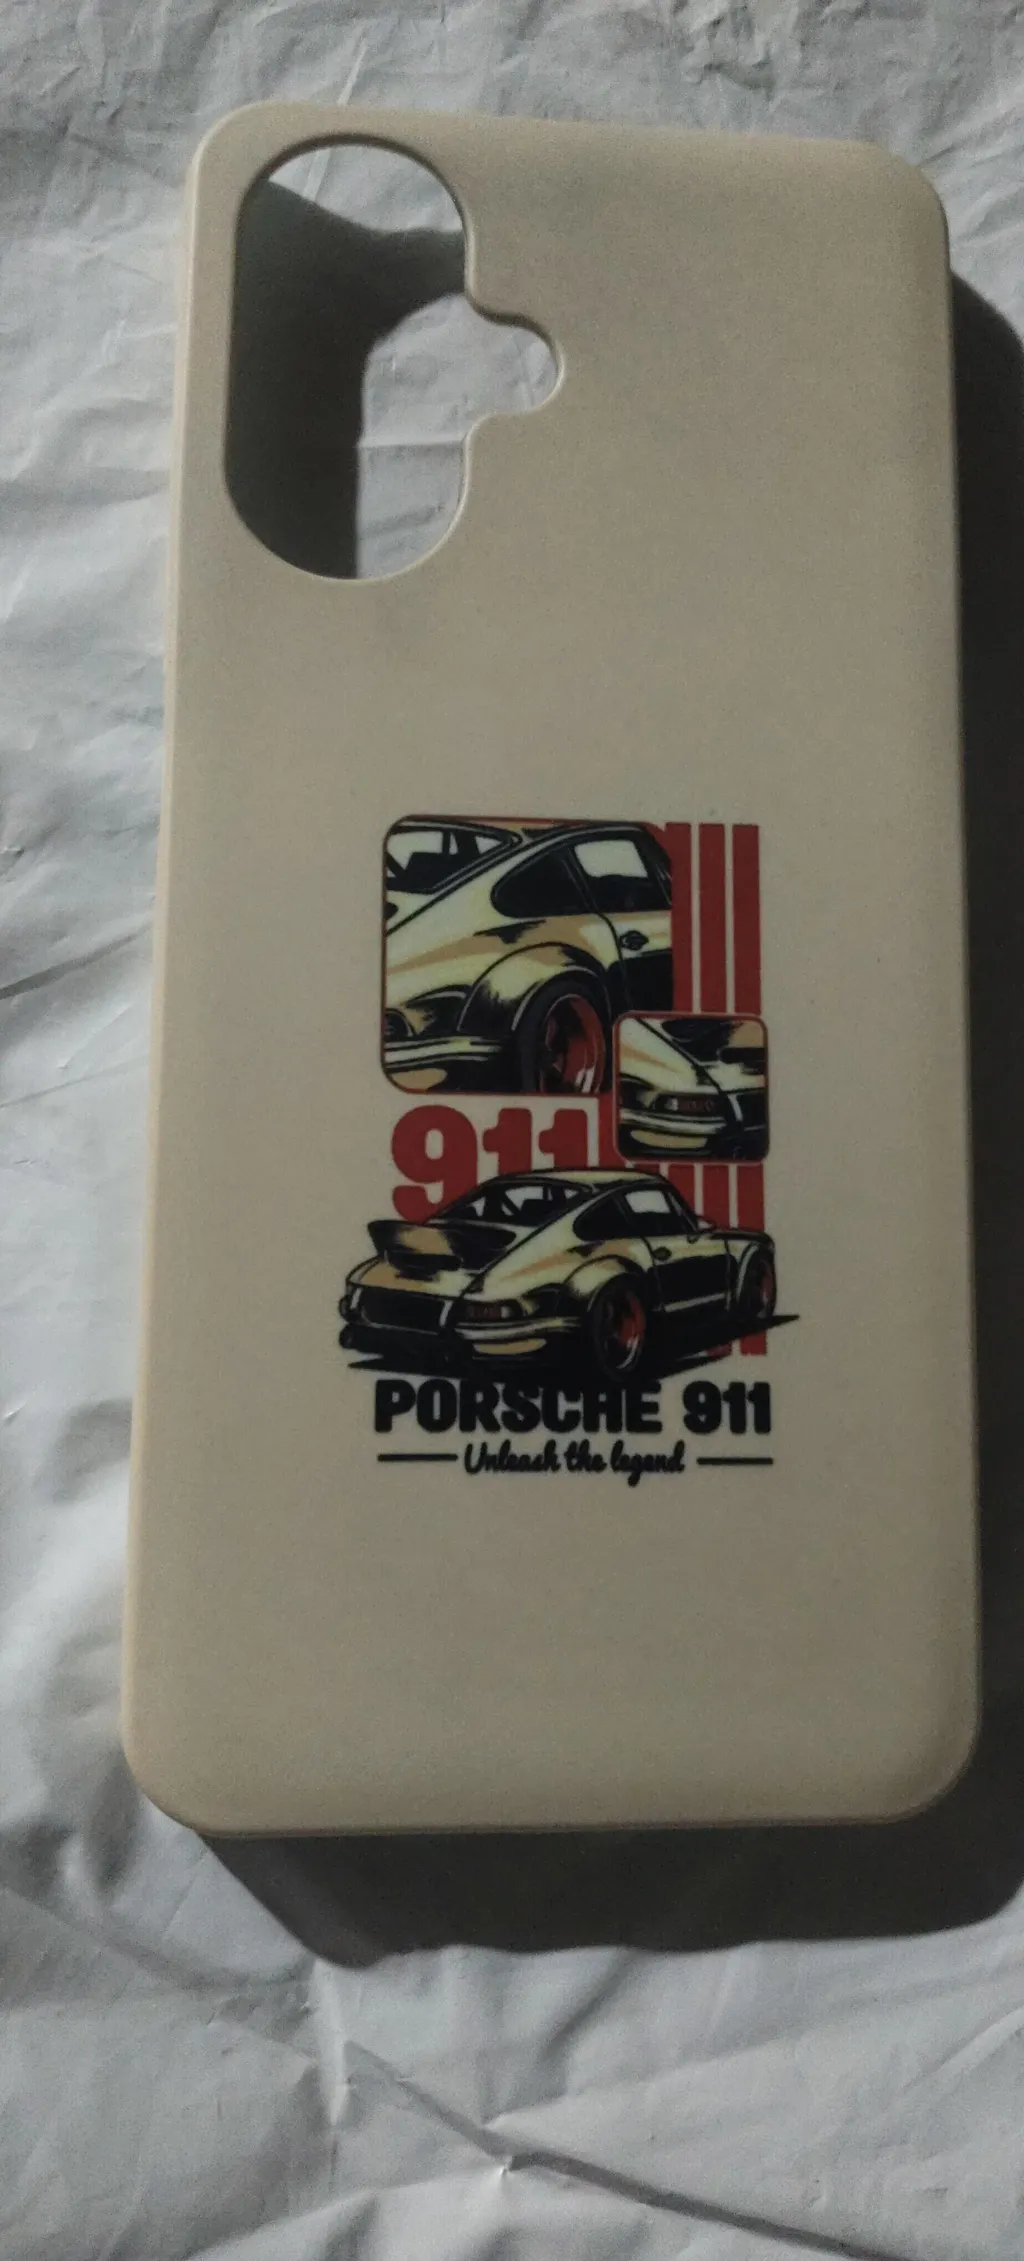 911
PORSCHE 911
Unleash the legend